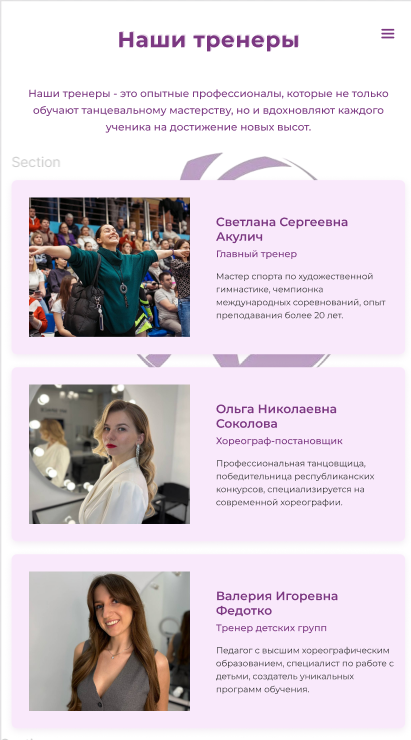 Наши тренеры
Наши тренеры - это опытные профессионалы, которые не только
обучают танцевальному мастерству, но и вдохновляют каждого
ученика на достижение новых высот.
Section
Светлана Сергеевна
Акулич
Главный тренер
Мастер спорта по художественной
гимнастике, чемпионка
международных соревнований, опыт
преподавания более 20 лет.
Ольга Николаевна
Соколова
Хореограф-постановщик
Профессиональная танцовщица,
победительница республиканских
конкурсов, специализируется на
современной хореографии.
Валерия Игоревна
Федотко
Тренер детских групп
Педагог с высшим хореографическим
образованием, специалист по работе с
детьми, создатель уникальных
программ обучения.